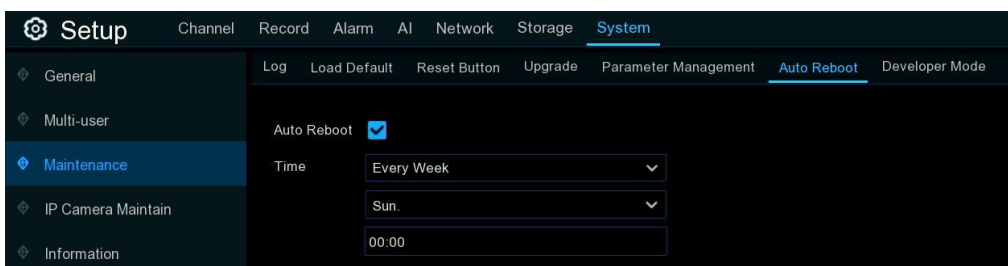 Setup Channel Record Alarm AI Network Storage System
General
Log Load Default Reset Button Upgrade Parameter Management Auto Reboot Developer Mode
Multi-user
Auto Reboot
Maintenance
Time Every Week
IP Camera Maintain
Sun.
Information
00:00